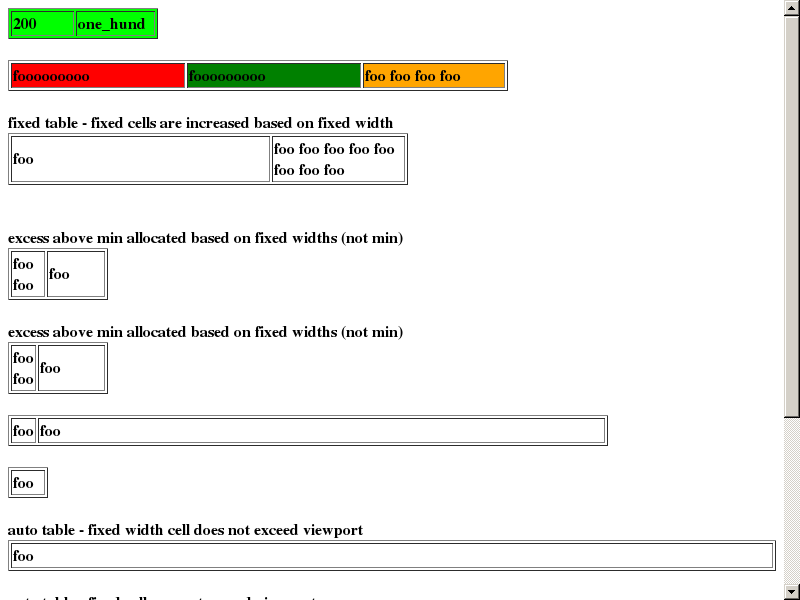 200 one_hund
fooooooooo fooooooooo foo foo foo foo
fixed table - fixed cells are increased based on fixed width
foo foo foo foo foo foo
foo foo foo
excess above min allocated based on fixed widths (not min)
foo
foo foo
excess above min allocated based on fixed widths (not min)
foo
foo foo
foo foo
foo
auto table - fixed width cell does not exceed viewport
foo